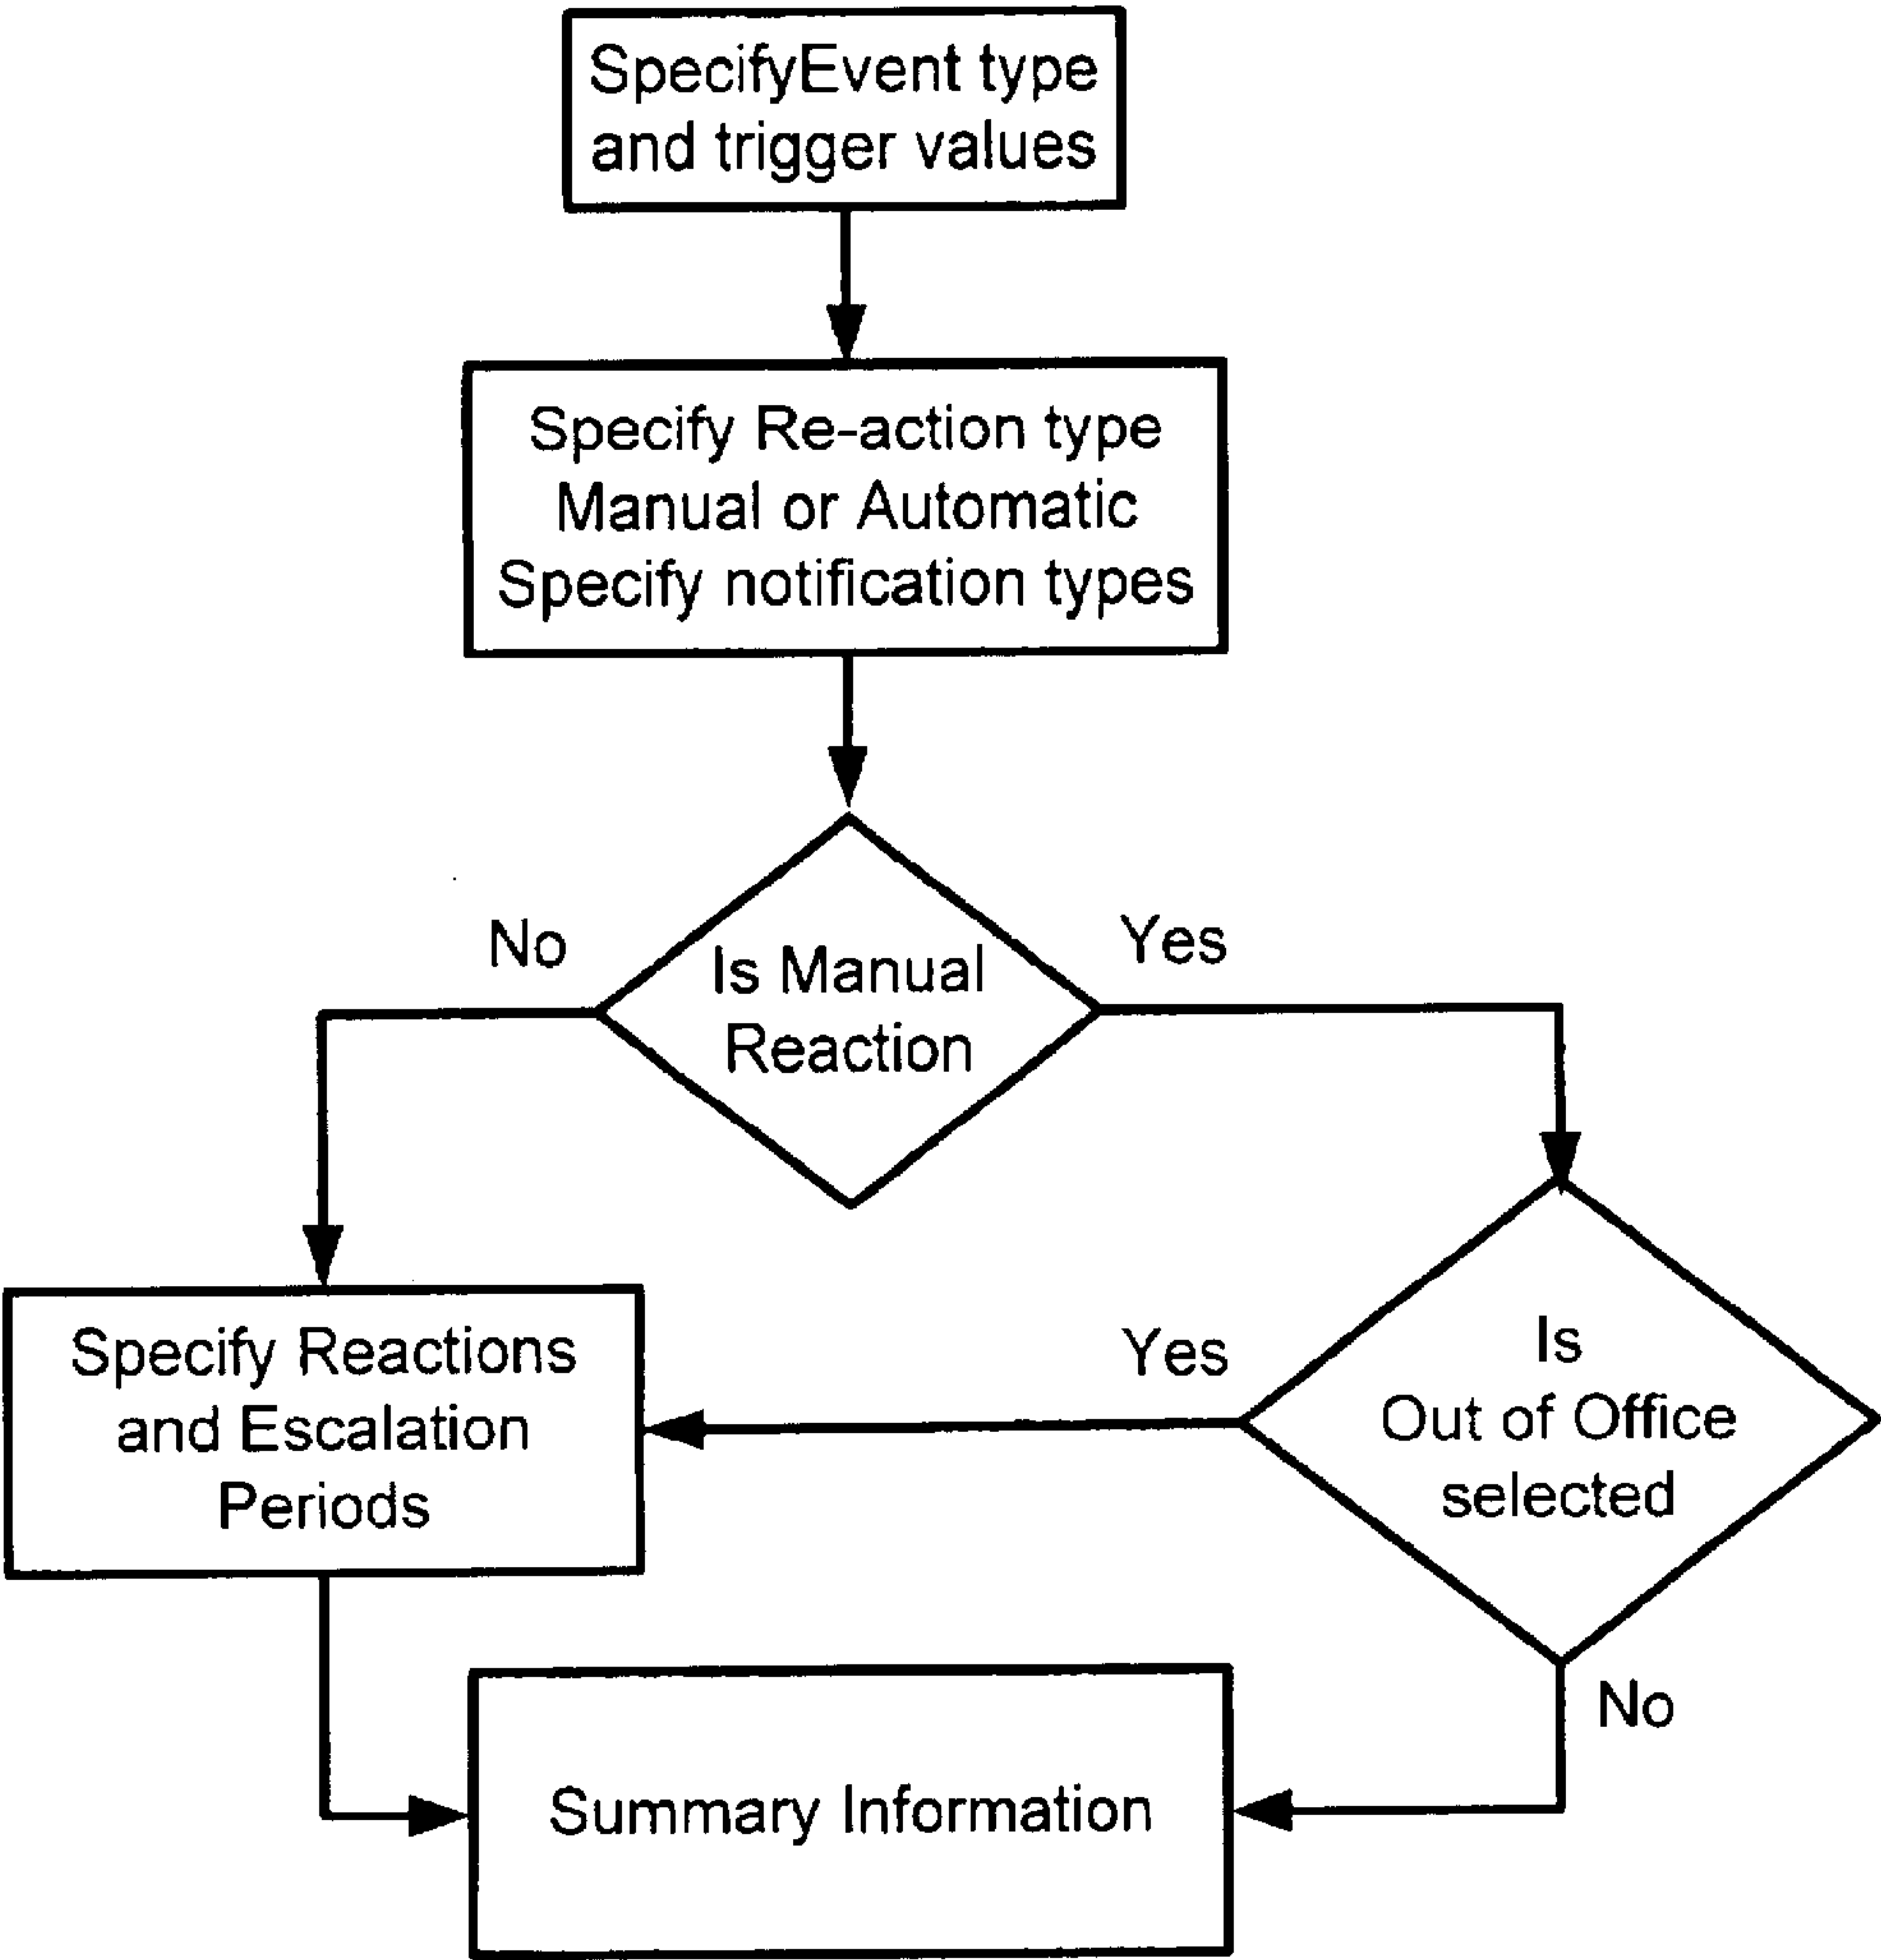 SpecifyEvent type
and trigger values
Specify Re-action type
Manual or Automatic
Specify notification types
No
Yes
Is Manual
Reaction
Specify Reactions
and Escalation
Periods
Yes
Is
Out of Office
selected
No
Summary Information